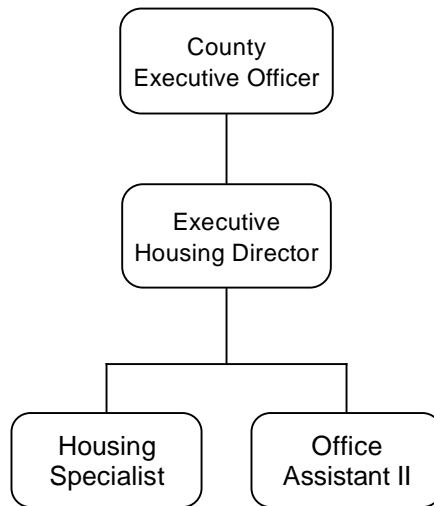 County
Executive Officer
Executive
Housing Director
Housing
Specialist
Office
Assistant II